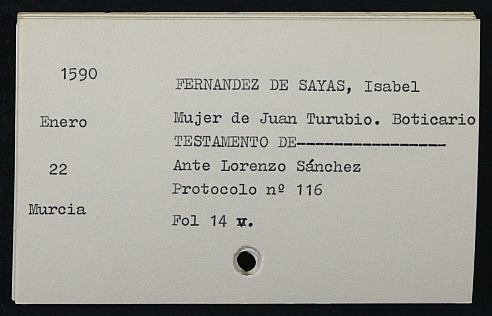 1590
FERNANDEZ DE SAYAS, Isabel
Enero
Mujer de Juan Turubio. Boticario
TESTAMENTO DE-----------------
22
Ante Lorenzo Sánchez
Protocolo nº 116
Murcia
Fol 14 v.